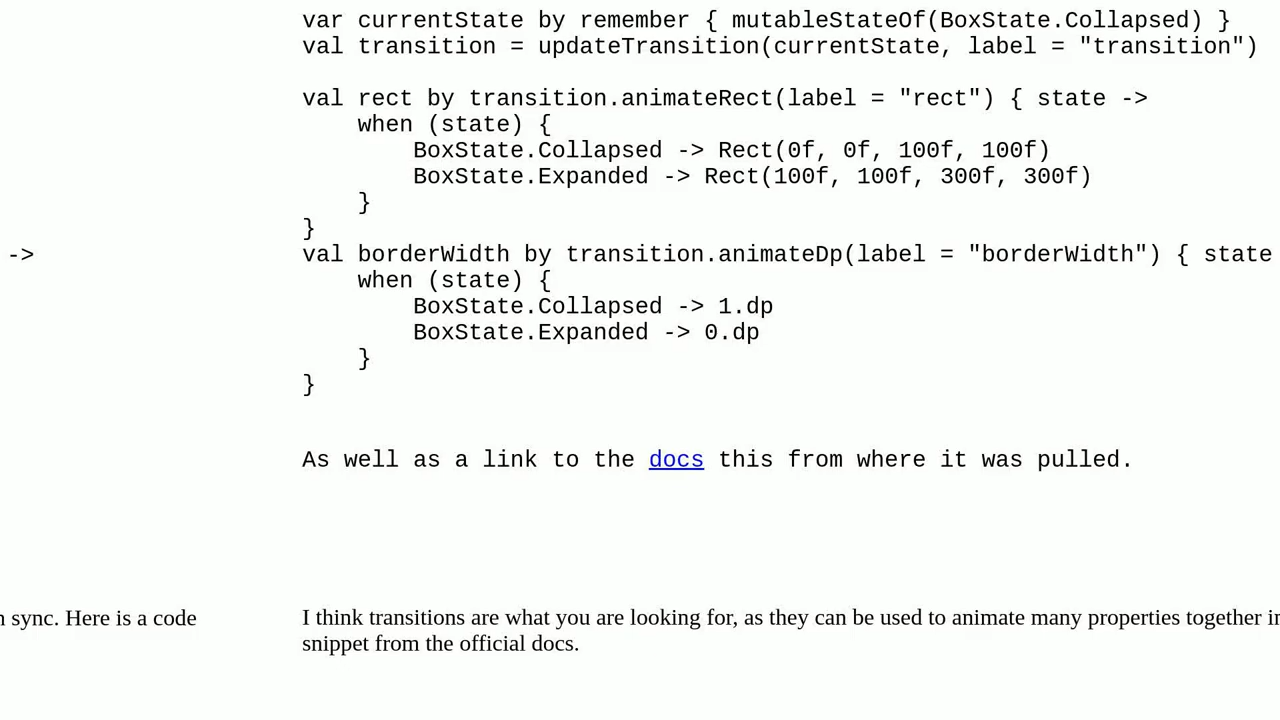 var currentState by remember { mutableStateOf(BoxState.Collapsed) }
val transition = updateTransition(currentState, label = "transition")
val rect by transition.animateRect(label = "rect") { state ->
    when (state) {
        BoxState.Collapsed -> Rect(0f, 0f, 100f, 100f)
        BoxState.Expanded -> Rect(100f, 100f, 300f, 300f)
    }
}
val borderWidth by transition.animateDp(label = "borderWidth") { state
->
    when (state) {
        BoxState.Collapsed -> 1.dp
        BoxState.Expanded -> 0.dp
    }
}
As well as a link to the docs this from where it was pulled.
I think transitions are what you are looking for, as they can be used to animate many properties together in sync. Here is a code
snippet from the official docs.